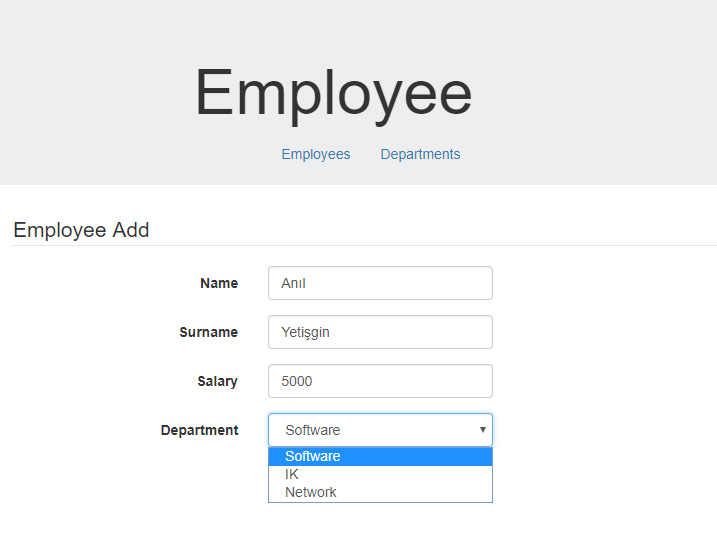 Employee
Employees Departments
Employee Add
Name Anıl
Surname Yetişgin
Salary 5000
Department Software
Software
IK
Network